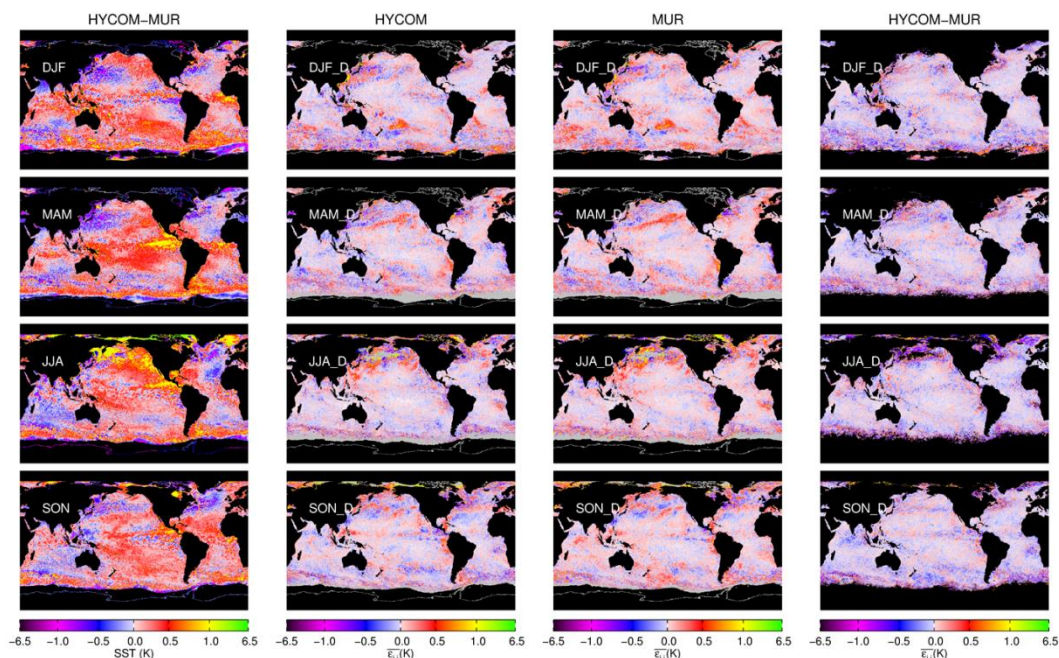 HYCOM−MUR HYCOM MUR HYCOM−MUR
DJF DJF_D DJF_D DJF_D
MAM MAM_D MAM_D MAM_D
JJA JJA_D JJA_D JJA_D
SON SON_D SON_D SON_D
−6.5 −1.0 −0.5 0.0 0.5 1.0 6.5 −6.5 −1.0 −0.5 0.0 0.5 1.0 6.5 −6.5 −1.0 −0.5 0.0 0.5 1.0 6.5 −6.5 −1.0 −0.5 0.0 0.5 1.0 6.5
SST (K) (K) (K) (K)